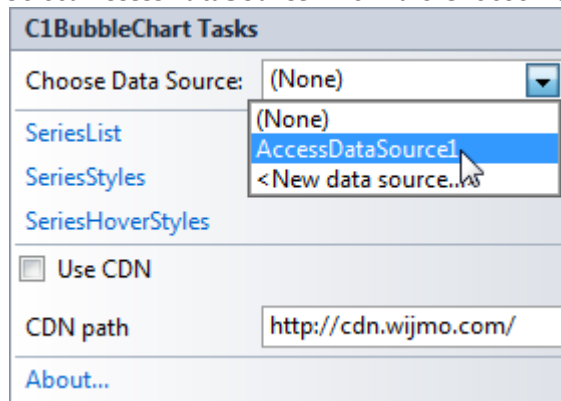 C1BubbleChart Tasks
Choose Data Source: (None)
(None)
AccessDataSource1
<New data source...
SeriesList
SeriesStyles
SeriesHoverStyles
Use CDN
CDN path http://cdn.wijmo.com/
About...